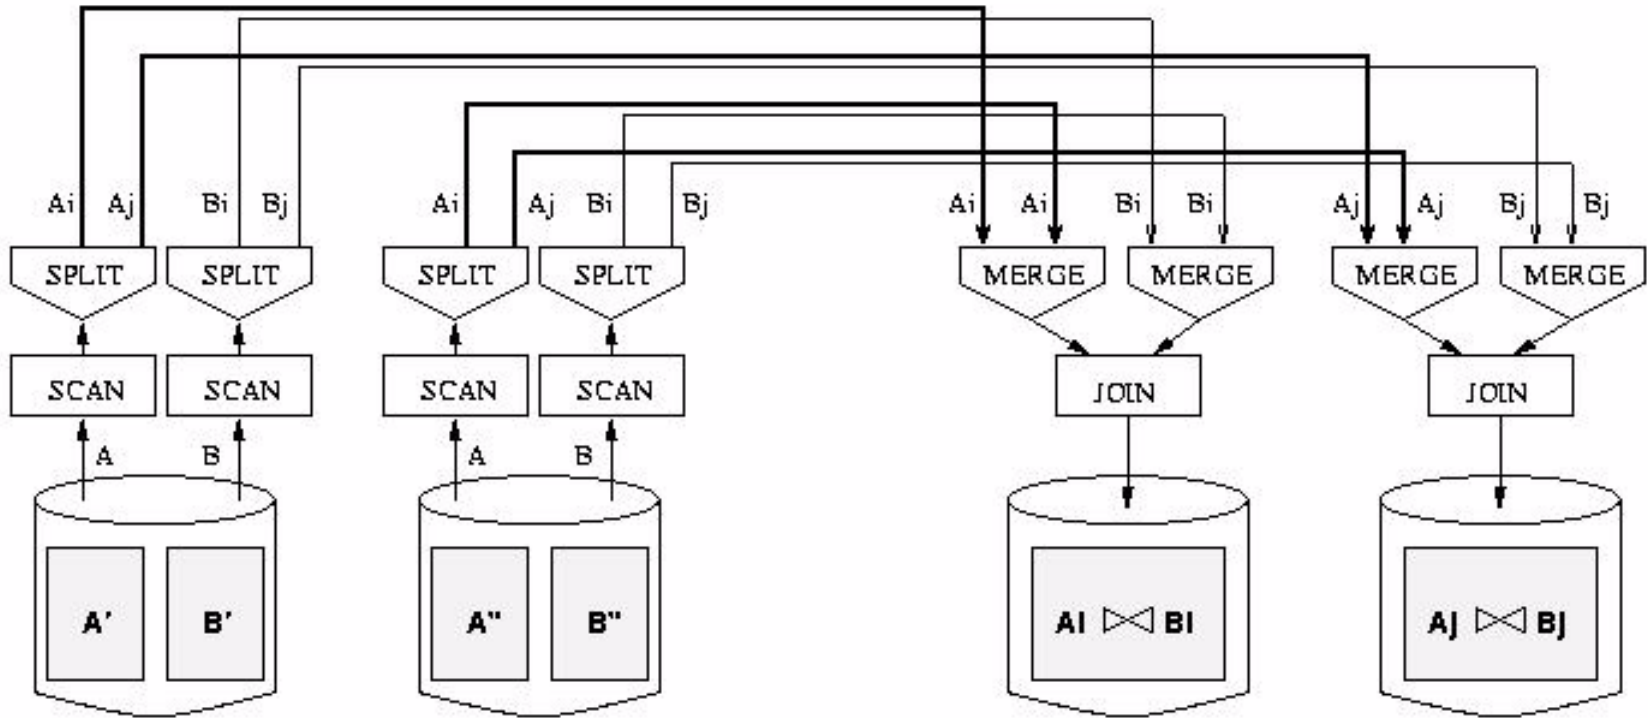 Ai Aj Bi Bj Ai Aj Bi Bj Ai Ai Bi Bi Aj Aj Bj Bj
SPLIT SPLIT SPLIT SPLIT MERGE MERGE MERGE MERGE
SCAN SCAN SCAN SCAN JOIN JOIN
A B A B
A' B' A" B" Ai ⋈ Bi Aj ⋈ Bj